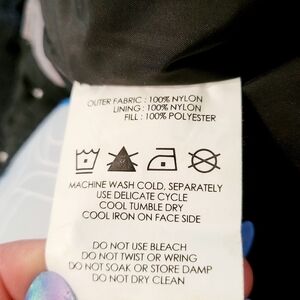 OUTER FABRIC : 100% NYLON
LINING : 100% NYLON
FILL : 100% POLYESTER
MACHINE WASH COLD, SEPARATELY
USE DELICATE CYCLE
COOL TUMBLE DRY
COOL IRON ON FACE SIDE
DO NOT USE BLEACH
DO NOT TWIST OR WRING
DO NOT SOAK OR STORE DAMP
DO NOT DRY CLEAN